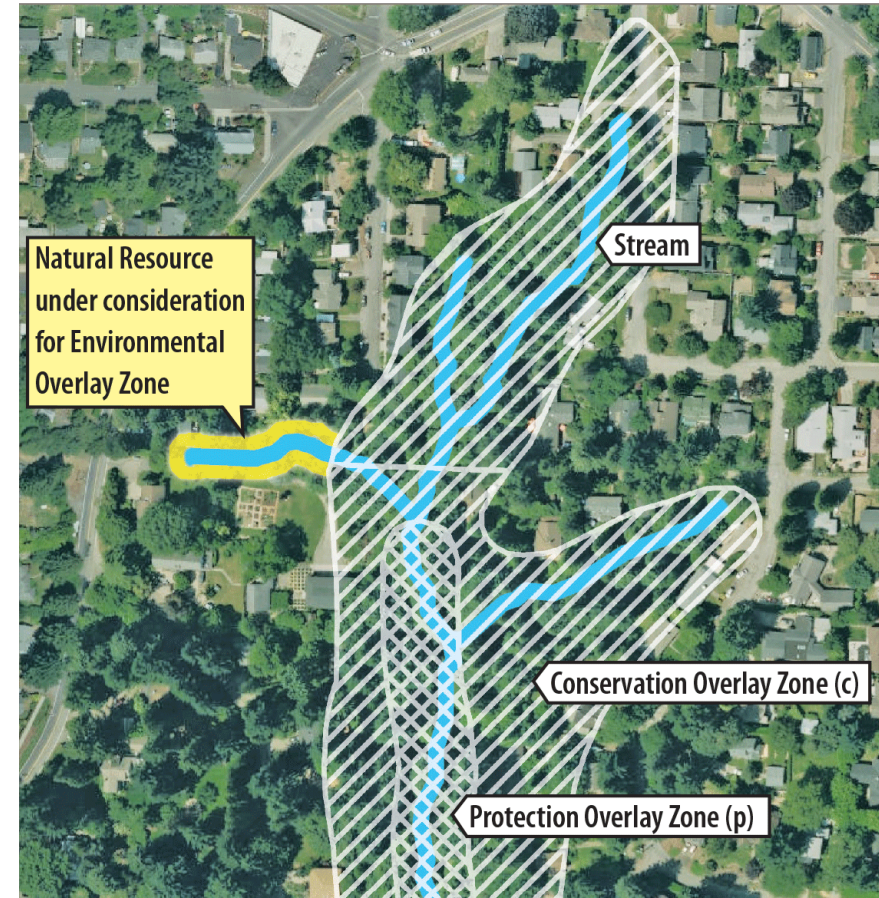 Stream
Natural Resource
under consideration
for Environmental
Overlay Zone
Conservation Overlay Zone (c)
Protection Overlay Zone (p)